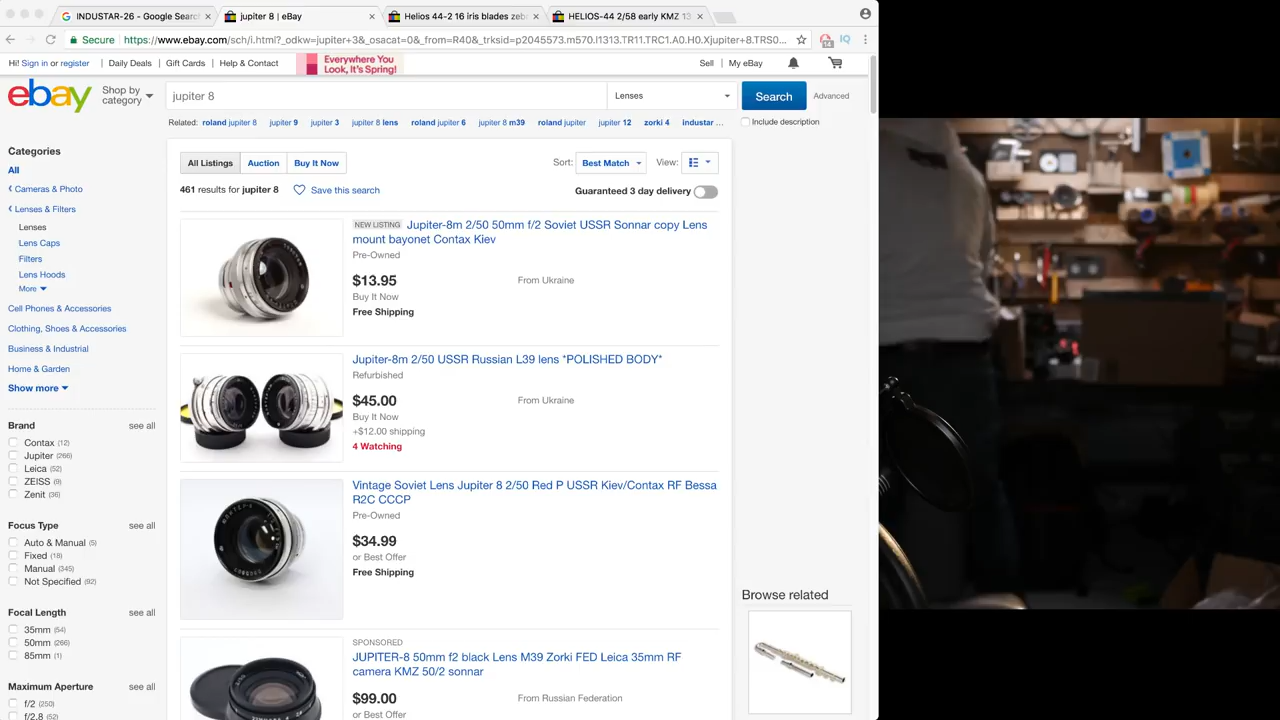 INDUSTAR-26 - Google Search
jupiter 8 | eBay
Helios 44-2 16 iris blades zeb
HELIOS-44 2/58 early KMZ 13
Secure
https://www.ebay.com/sch/i.html?_odkw=jupiter+3&_osacat=0&_from=R40&_trksid=p2045573.m570.l1313.TR11.TRC1.A0.H0.Xjupiter+8.TRS0...
14
IQ
Hi! Sign in or register
Daily Deals
Gift Cards
Help & Contact
Everywhere You
Look, It's Spring!
Sell
My eBay
ebay
Shop by
category
jupiter 8
Lenses
Search
Advanced
Related: roland jupiter 8 jupiter 9 jupiter 3 jupiter 8 lens roland jupiter 6 jupiter 8 m39 roland jupiter jupiter 12 zorki 4 industar ...
Include description
Categories
All
Cameras & Photo
Lenses & Filters
Lenses
Lens Caps
Filters
Lens Hoods
More
Cell Phones & Accessories
Clothing, Shoes & Accessories
Business & Industrial
Home & Garden
Show more
Brand see all
Contax (12)
Jupiter (266)
Leica (52)
ZEISS (9)
Zenit (36)
Focus Type see all
Auto & Manual (5)
Fixed (18)
Manual (345)
Not Specified (92)
Focal Length see all
35mm (54)
50mm (266)
85mm (1)
Maximum Aperture see all
f/2 (250)
f/2.8 (52)
All Listings
Auction
Buy It Now
Sort: Best Match
View:
461 results for jupiter 8
Save this search
Guaranteed 3 day delivery
NEW LISTING Jupiter-8m 2/50 50mm f/2 Soviet USSR Sonnar copy Lens
mount bayonet Contax Kiev
Pre-Owned
$13.95
From Ukraine
Buy It Now
Free Shipping
Jupiter-8m 2/50 USSR Russian L39 lens *POLISHED BODY*
Refurbished
$45.00
From Ukraine
Buy It Now
+$12.00 shipping
4 Watching
Vintage Soviet Lens Jupiter 8 2/50 Red P USSR Kiev/Contax RF Bessa
R2C CCCP
Pre-Owned
$34.99
or Best Offer
Free Shipping
SPONSORED
JUPITER-8 50mm f2 black Lens M39 Zorki FED Leica 35mm RF
camera KMZ 50/2 sonnar
$99.00
From Russian Federation
or Best Offer
Browse related